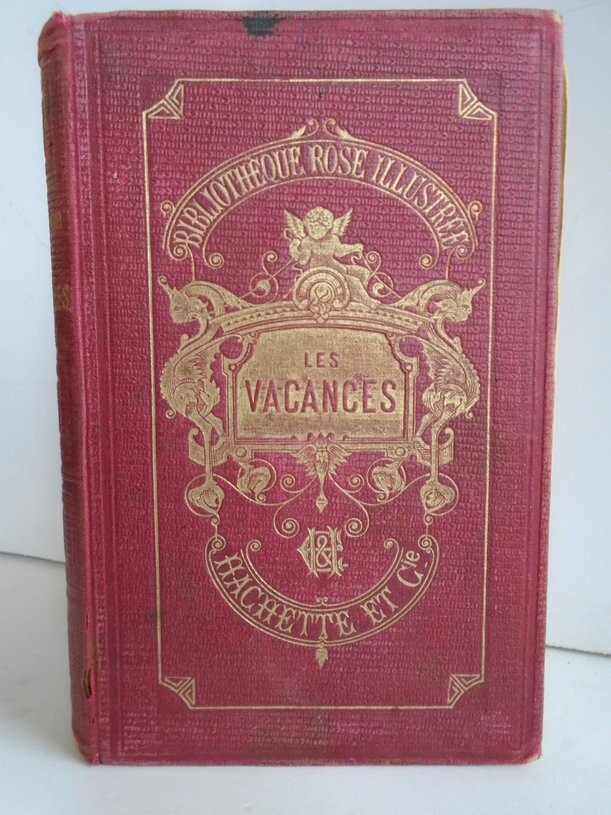 BIBLIOTHEQUE ROSE ILLUSTRÉE
LES
VACANCES
H&C
HACHETTE ET Cie.